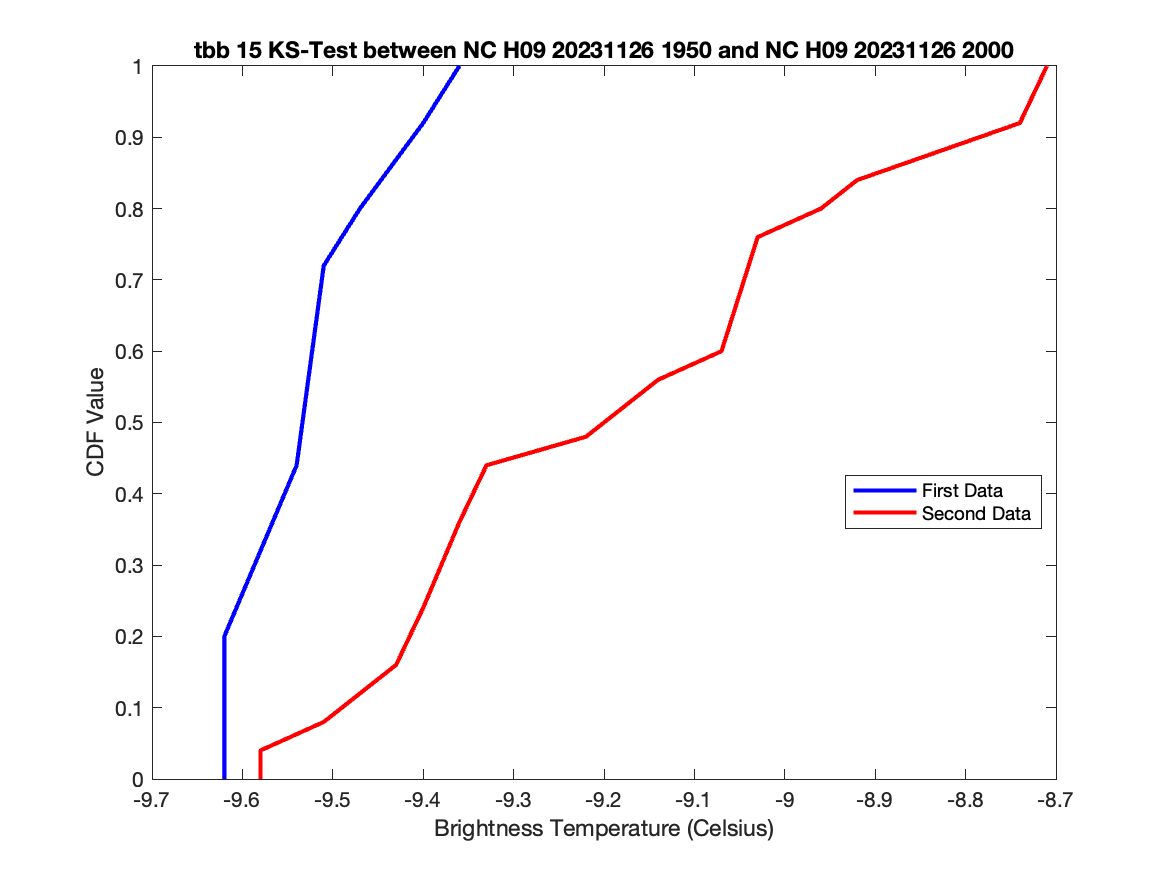 tbb 15 KS-Test between NC H09 20231126 1950 and NC H09 20231126 2000
1
0.9
0.8
0.7
0.6
0.5
0.4
0.3
0.2
0.1
0
CDF Value
First Data
Second Data
-9.7 -9.6 -9.5 -9.4 -9.3 -9.2 -9.1 -9 -8.9 -8.8 -8.7
Brightness Temperature (Celsius)